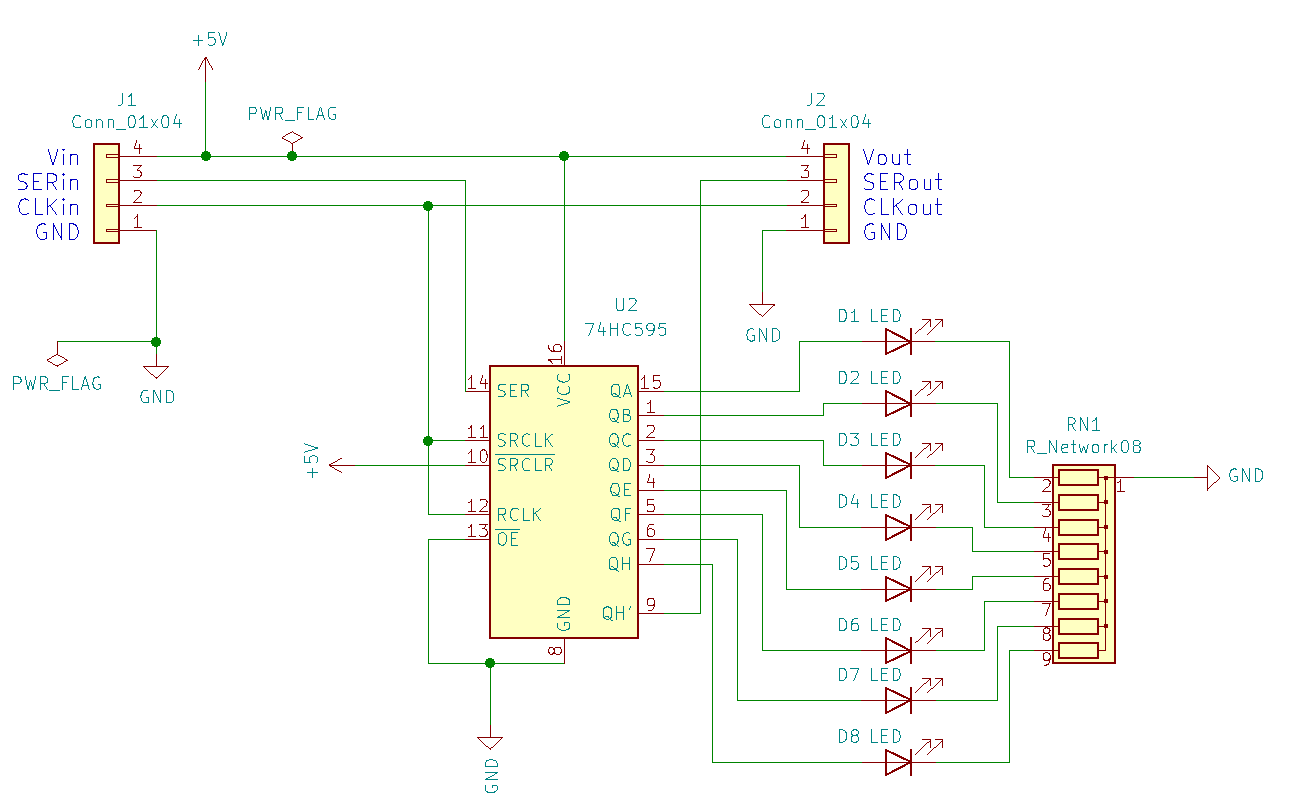 +5V
PWR_FLAG
J1
Conn_01x04
Vin
SERin
CLKin
GND
4
3
2
1
PWR_FLAG
GND
J2
Conn_01x04
4
3
2
1
Vout
SERout
CLKout
GND
GND
U2
74HC595
16
VCC
14 SER
11 SRCLK
10 SRCLR
12 RCLK
13 OE
+5V
QA 15
QB 1
QC 2
QD 3
QE 4
QF 5
QG 6
QH 7
QH' 9
GND
8
GND
D1 LED
D2 LED
D3 LED
D4 LED
D5 LED
D6 LED
D7 LED
D8 LED
RN1
R_Network08
2
3
4
5
6
7
8
9
1
GND